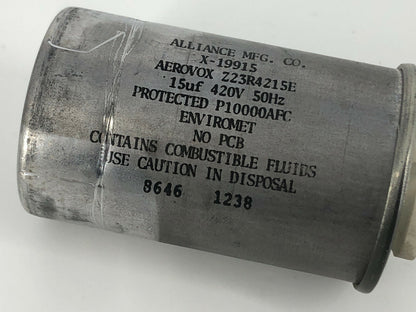 ALLIANCE MFG. CO.
X-19915
AEROVOX Z23R4215E
15uf 420V 50Hz
PROTECTED P10000AFC
ENVIROMET
NO PCB
CONTAINS COMBUSTIBLE FLUIDS
USE CAUTION IN DISPOSAL
8646 1238